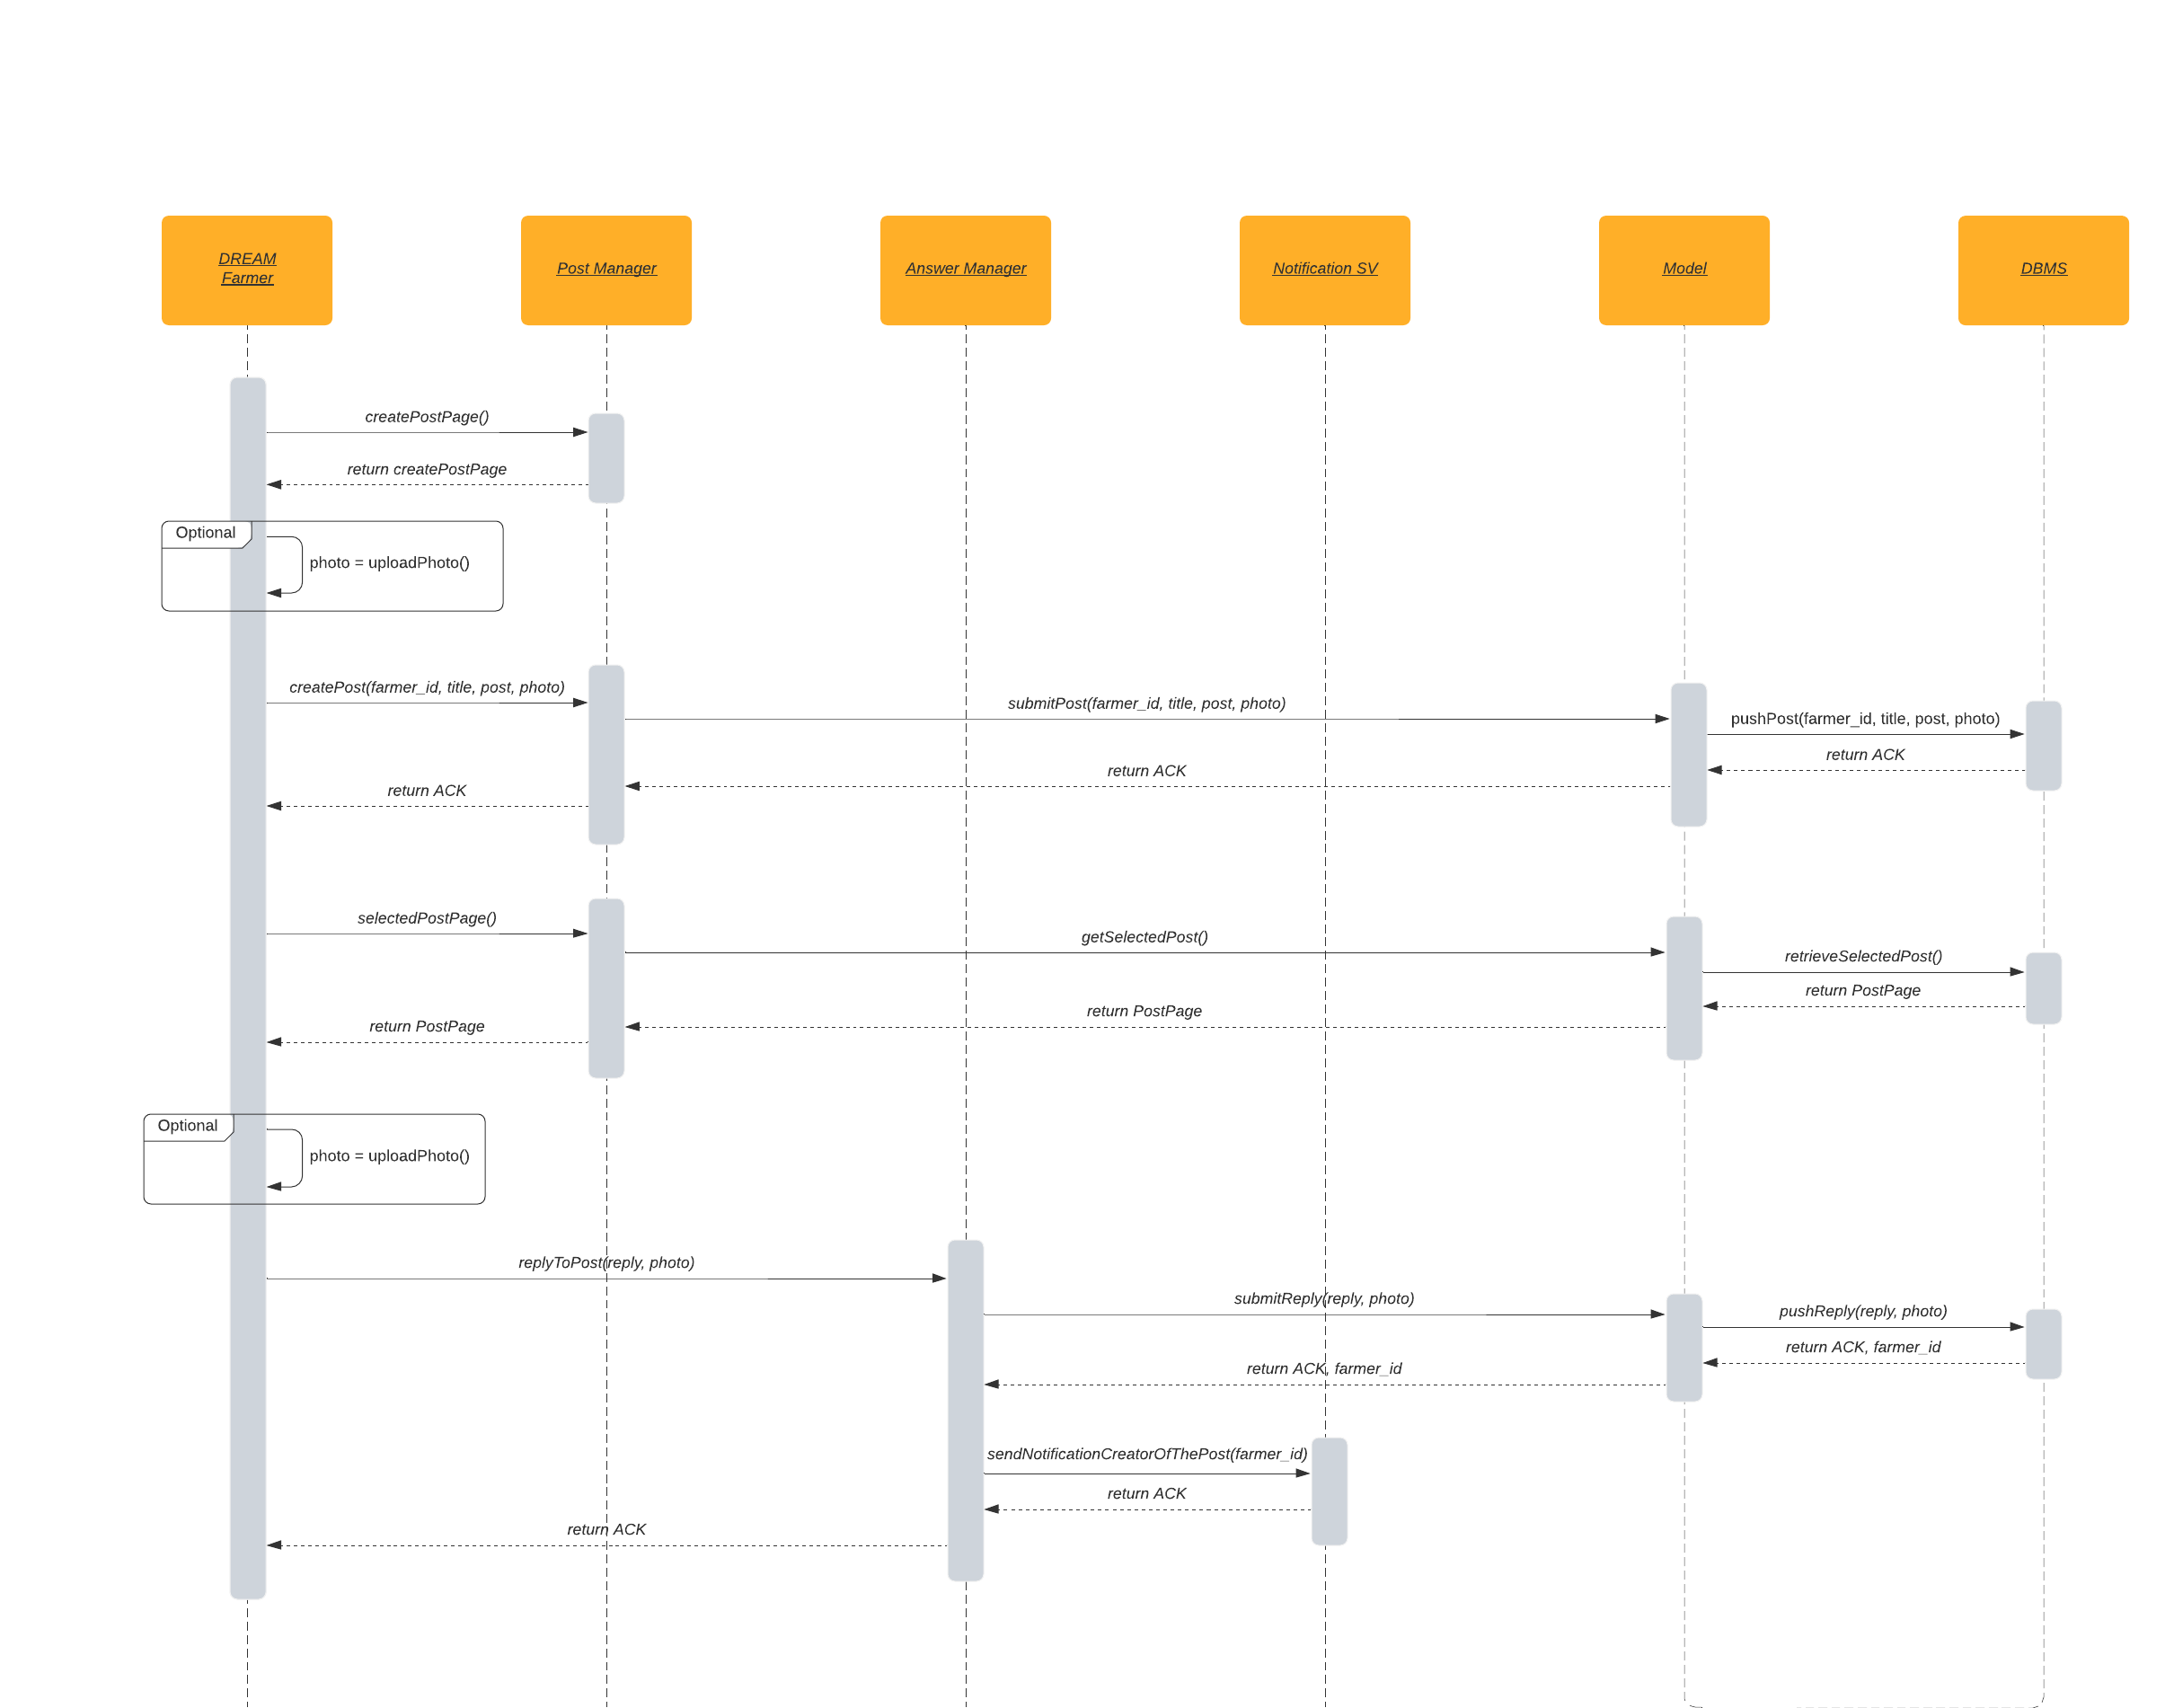 DREAM
Farmer
Post Manager
Answer Manager
Notification SV
Model
DBMS
createPostPage()
return createPostPage
Optional
photo = uploadPhoto()
createPost(farmer_id, title, post, photo)
submitPost(farmer_id, title, post, photo)
pushPost(farmer_id, title, post, photo)
return ACK
return ACK
return ACK
selectedPostPage()
getSelectedPost()
retrieveSelectedPost()
return PostPage
return PostPage
return PostPage
Optional
photo = uploadPhoto()
replyToPost(reply, photo)
submitReply(reply, photo)
pushReply(reply, photo)
return ACK, farmer_id
return ACK, farmer_id
sendNotificationCreatorOfThePost(farmer_id)
return ACK
return ACK